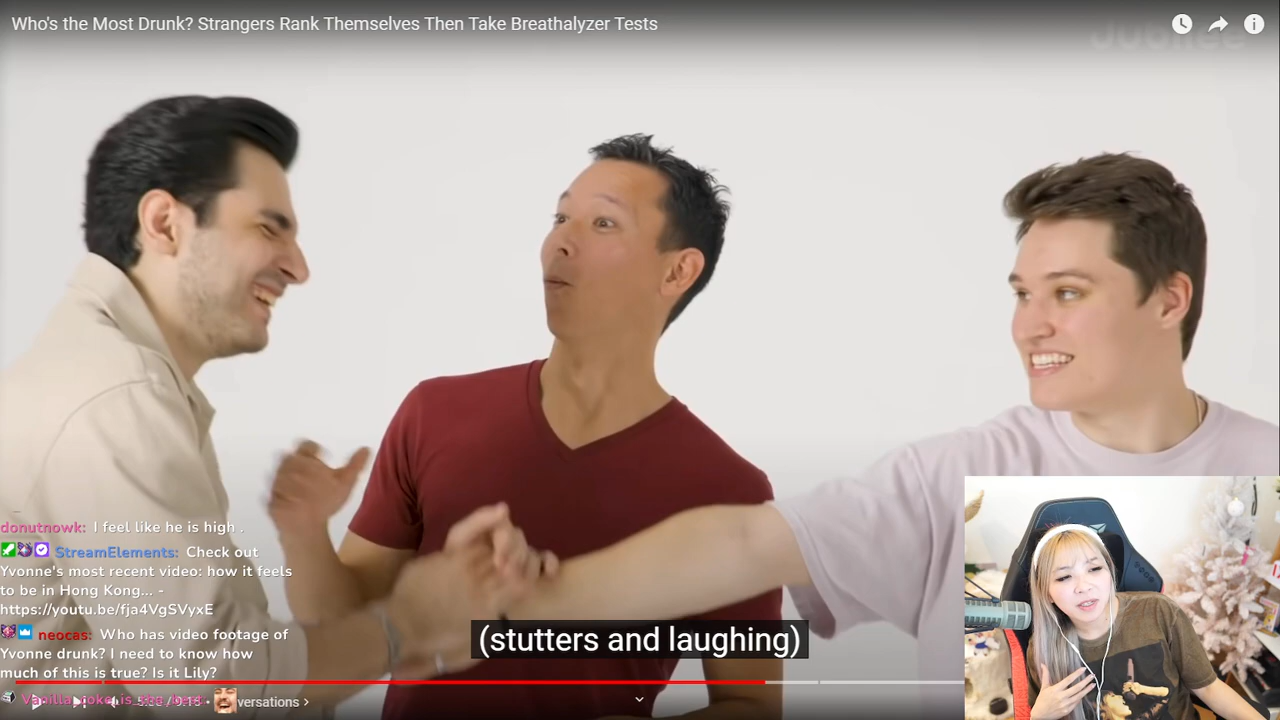 Who's the Most Drunk? Strangers Rank Themselves Then Take Breathalyzer Tests
Jubilee
donutnowk: I feel like he is high .
StreamElements: Check out
Yvonne's most recent video: how it feels
to be in Hong Kong... -
https://youtu.be/fja4VgSVyxE
neocas: Who has video footage of
Yvonne drunk? I need to know how
much of this is true? Is it Lily?
(stutters and laughing)
versations >